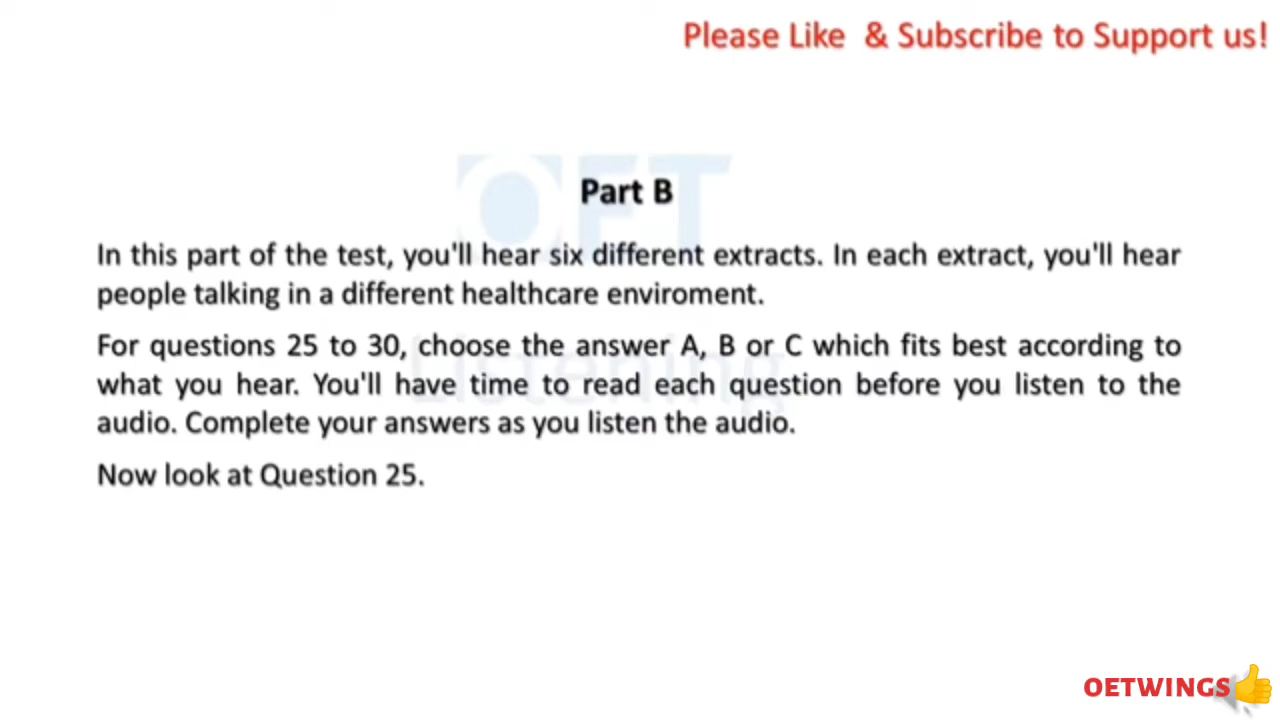 Please Like & Subscribe to Support us!
OET
Part B
In this part of the test, you'll hear six different extracts. In each extract, you'll hear
people talking in a different healthcare enviroment.
For questions 25 to 30, choose the answer A, B or C which fits best according to
Listening
what you hear. You'll have time to read each question before you listen to the
audio. Complete your answers as you listen the audio.
Now look at Question 25.
OETWINGS